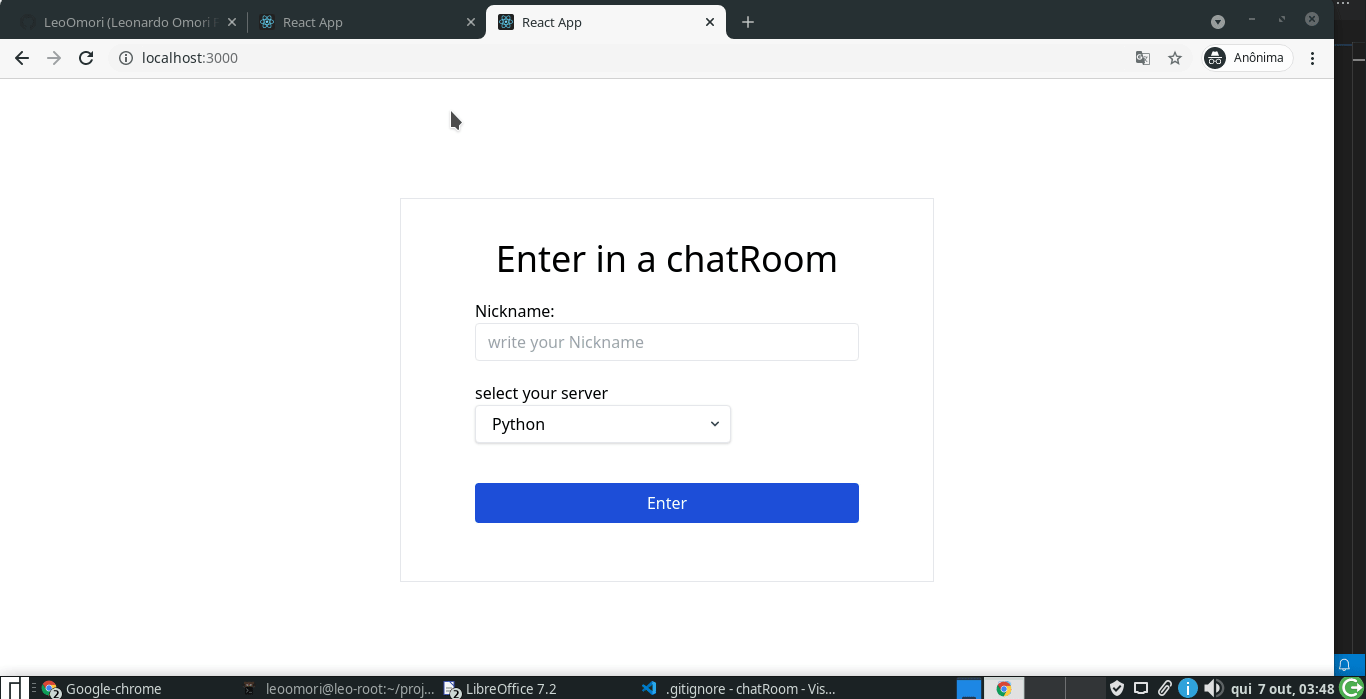 LeoOmori (Leonardo Omori
React App
React App
localhost:3000
Anônima
Enter in a chatRoom
Nickname:
write your Nickname
select your server
Python
Enter
Google-chrome
leoomori@leo-root:~/proj...
LibreOffice 7.2
.gitignore - chatRoom - Vis...
qui 7 out, 03:48